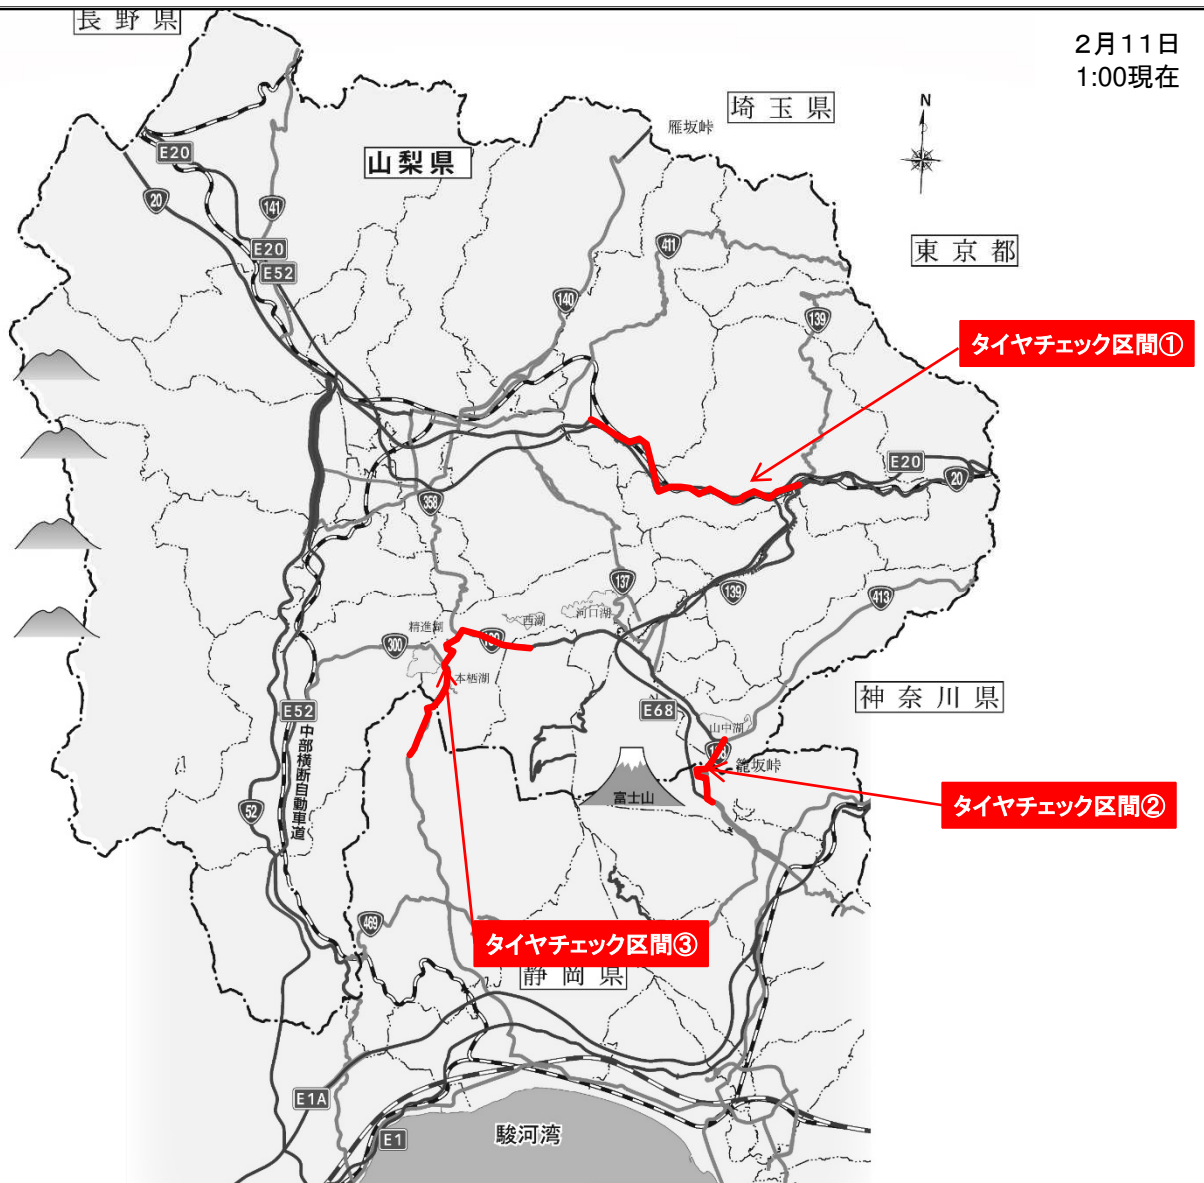 長野県
2月11日
1:00現在
埼玉県
N
雁坂峠
E20
山梨県
20
141
E20
東京都
411
E52
140
139
タイヤチェック区間①
E20
20
358
137
139
413
河口湖
西湖
精進湖
300
本栖湖
神奈川県
E52
E68
山中湖
籠坂峠
中部横断自動車道
富士山
52
タイヤチェック区間②
469
タイヤチェック区間③
静岡県
E1A
駿河湾
E1